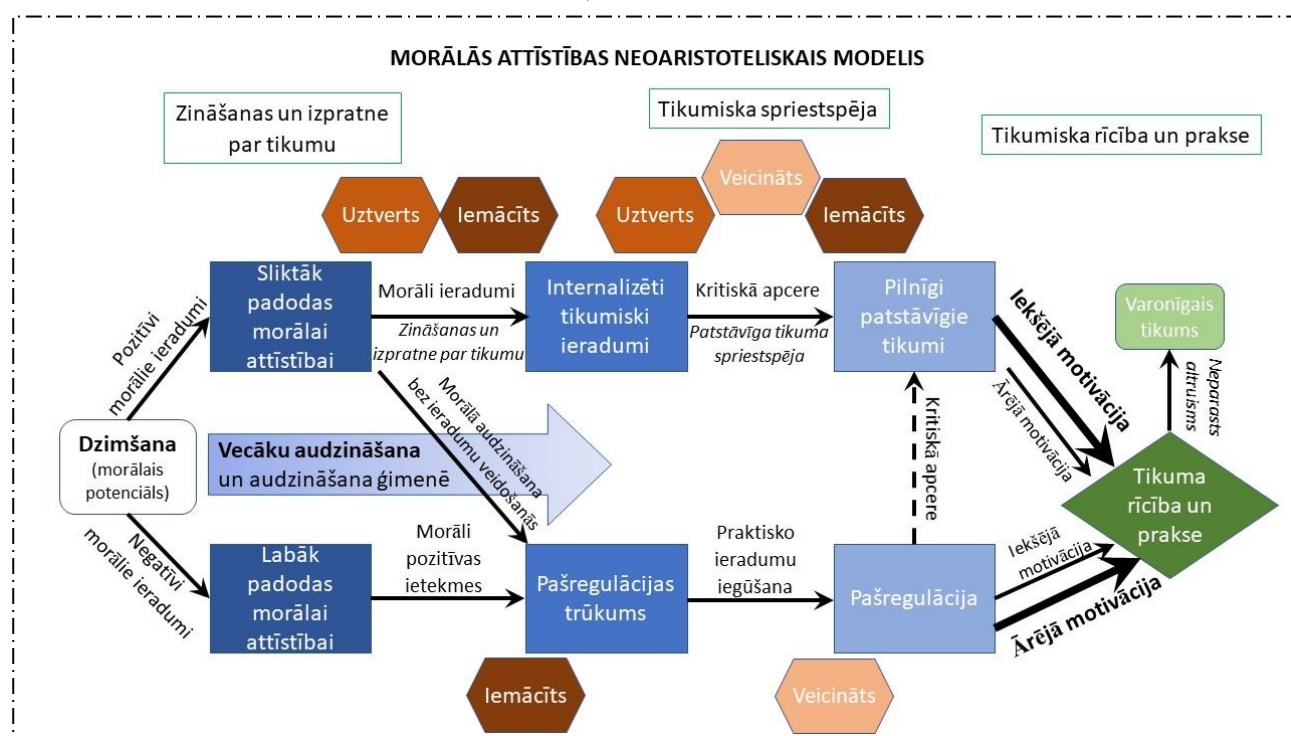 MORĀLĀS ATTĪSTĪBAS NEOARISTOTELISKAIS MODELIS
Zināšanas un izpratne
par tikumu
Tikumiska spriestspēja
Tikumiska rīcība un prakse
Uztverts
Iemācīts
Uztverts
Veicināts
Iemācīts
Pozitīvi
morālie ieradumi
Sliktāk
padodas
morālai
attīstībai
Morāli ieradumi
Zināšanas un
izpratne par tikumu
Internalizēti
tikumiski
ieradumi
Kritiskā apcere
Patstāvīga tikuma
spriestspēja
Pilnīgi
patstāvīgie
tikumi
Iekšējā motivācija
Ārējā motivācija
Varonīgais
tikums
Neparasts
altruisms
Dzimšana
(morālais
potenciāls)
Vecāku audzināšana
un audzināšana ģimenē
Morālā audzināšana
bez ieradumu veidošanās
Kritiskā apcere
Tikuma
rīcība un
prakse
Negatīvi
morālie ieradumi
Labāk
padodas
morālai
attīstībai
Morāli
pozitīvas
ietekmes
Pašregulācijas
trūkums
Praktisko
ieradumu
iegūšana
Pašregulācija
Iekšējā
motivācija
Ārējā motivācija
Iemācīts
Veicināts